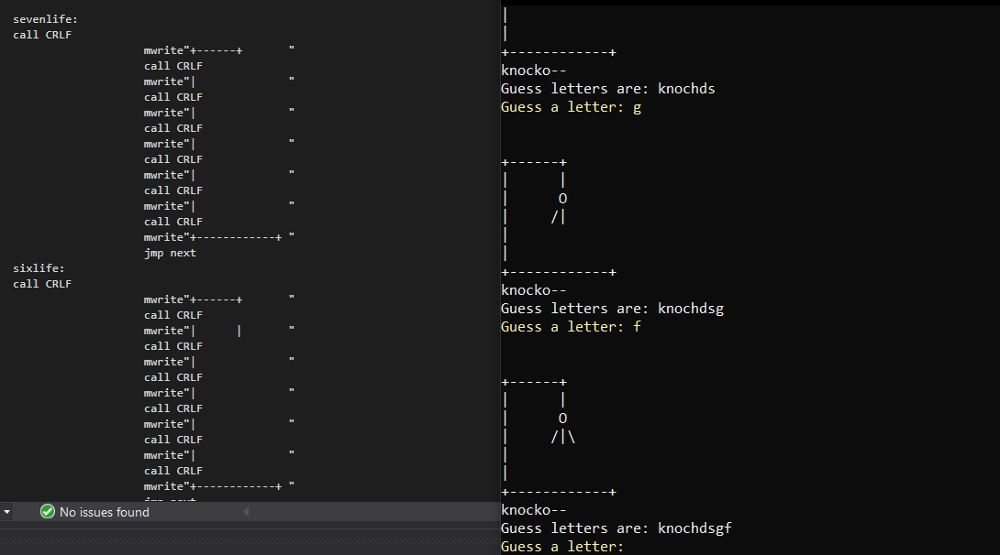 sevenlife:
call CRLF
mwrite"+------+       "
call CRLF
mwrite"|              "
call CRLF
mwrite"|              "
call CRLF
mwrite"|              "
call CRLF
mwrite"|              "
call CRLF
mwrite"|              "
call CRLF
mwrite"+------------+ "
jmp next
sixlife:
call CRLF
mwrite"+------+       "
call CRLF
mwrite"|      |       "
call CRLF
mwrite"|              "
call CRLF
mwrite"|              "
call CRLF
mwrite"|              "
call CRLF
mwrite"|              "
call CRLF
mwrite"+------------+ "
jmp next
No issues found
|
|
+------------+
knocko--
Guess letters are: knochds
Guess a letter: g
+------+
|      |
|      O
|     /|
|
|
+------------+
knocko--
Guess letters are: knochdsg
Guess a letter: f
+------+
|      |
|      O
|     /|\
|
|
+------------+
knocko--
Guess letters are: knochdsgf
Guess a letter: